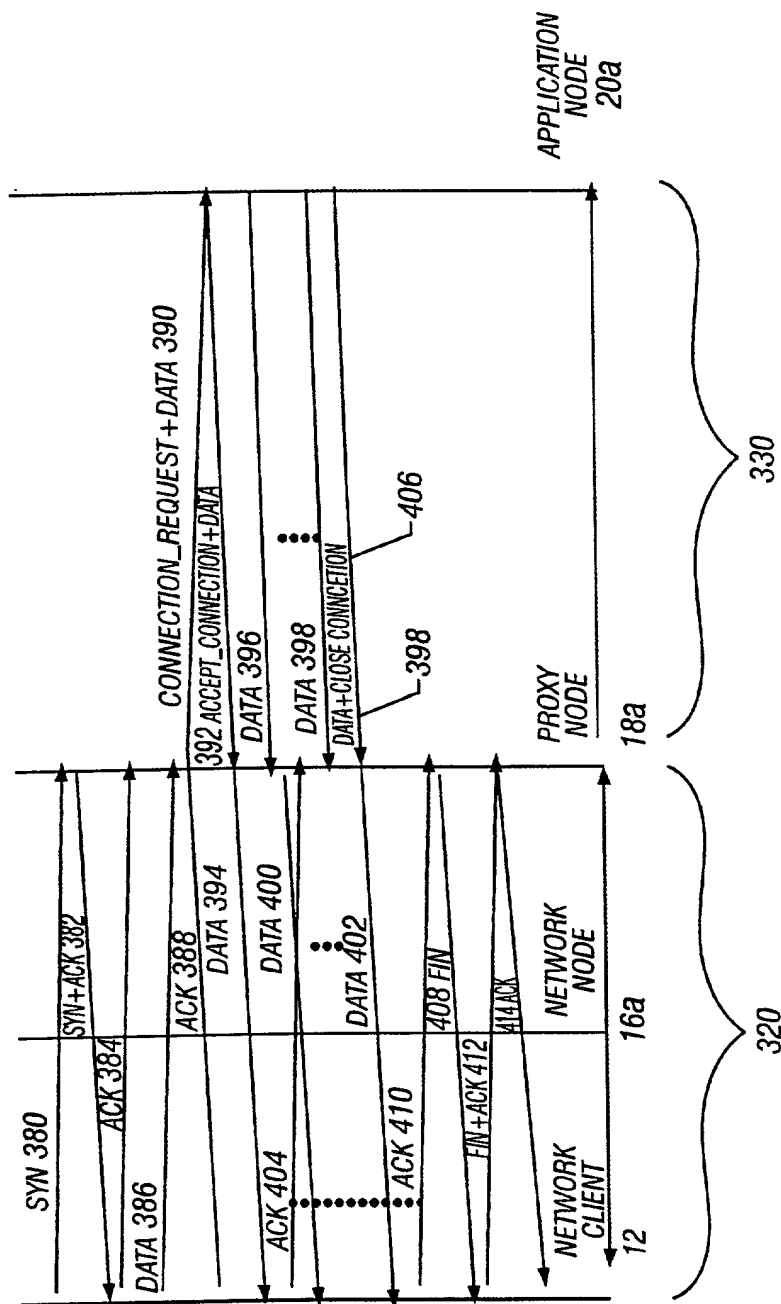 SYN 380
SYN+ACK 382
ACK 384
DATA 386
ACK 388
CONNECTION_REQUEST+DATA 390
392 ACCEPT_CONNECTION+DATA
DATA 394
DATA 396
DATA 398
DATA 400
DATA+CLOSE CONNCETION
406
398
DATA 402
ACK 404
ACK 410
408 FIN
FIN+ACK 412
414 ACK
NETWORK
CLIENT
12
NETWORK
NODE
16a
PROXY
NODE
18a
APPLICATION
NODE
20a
320
330